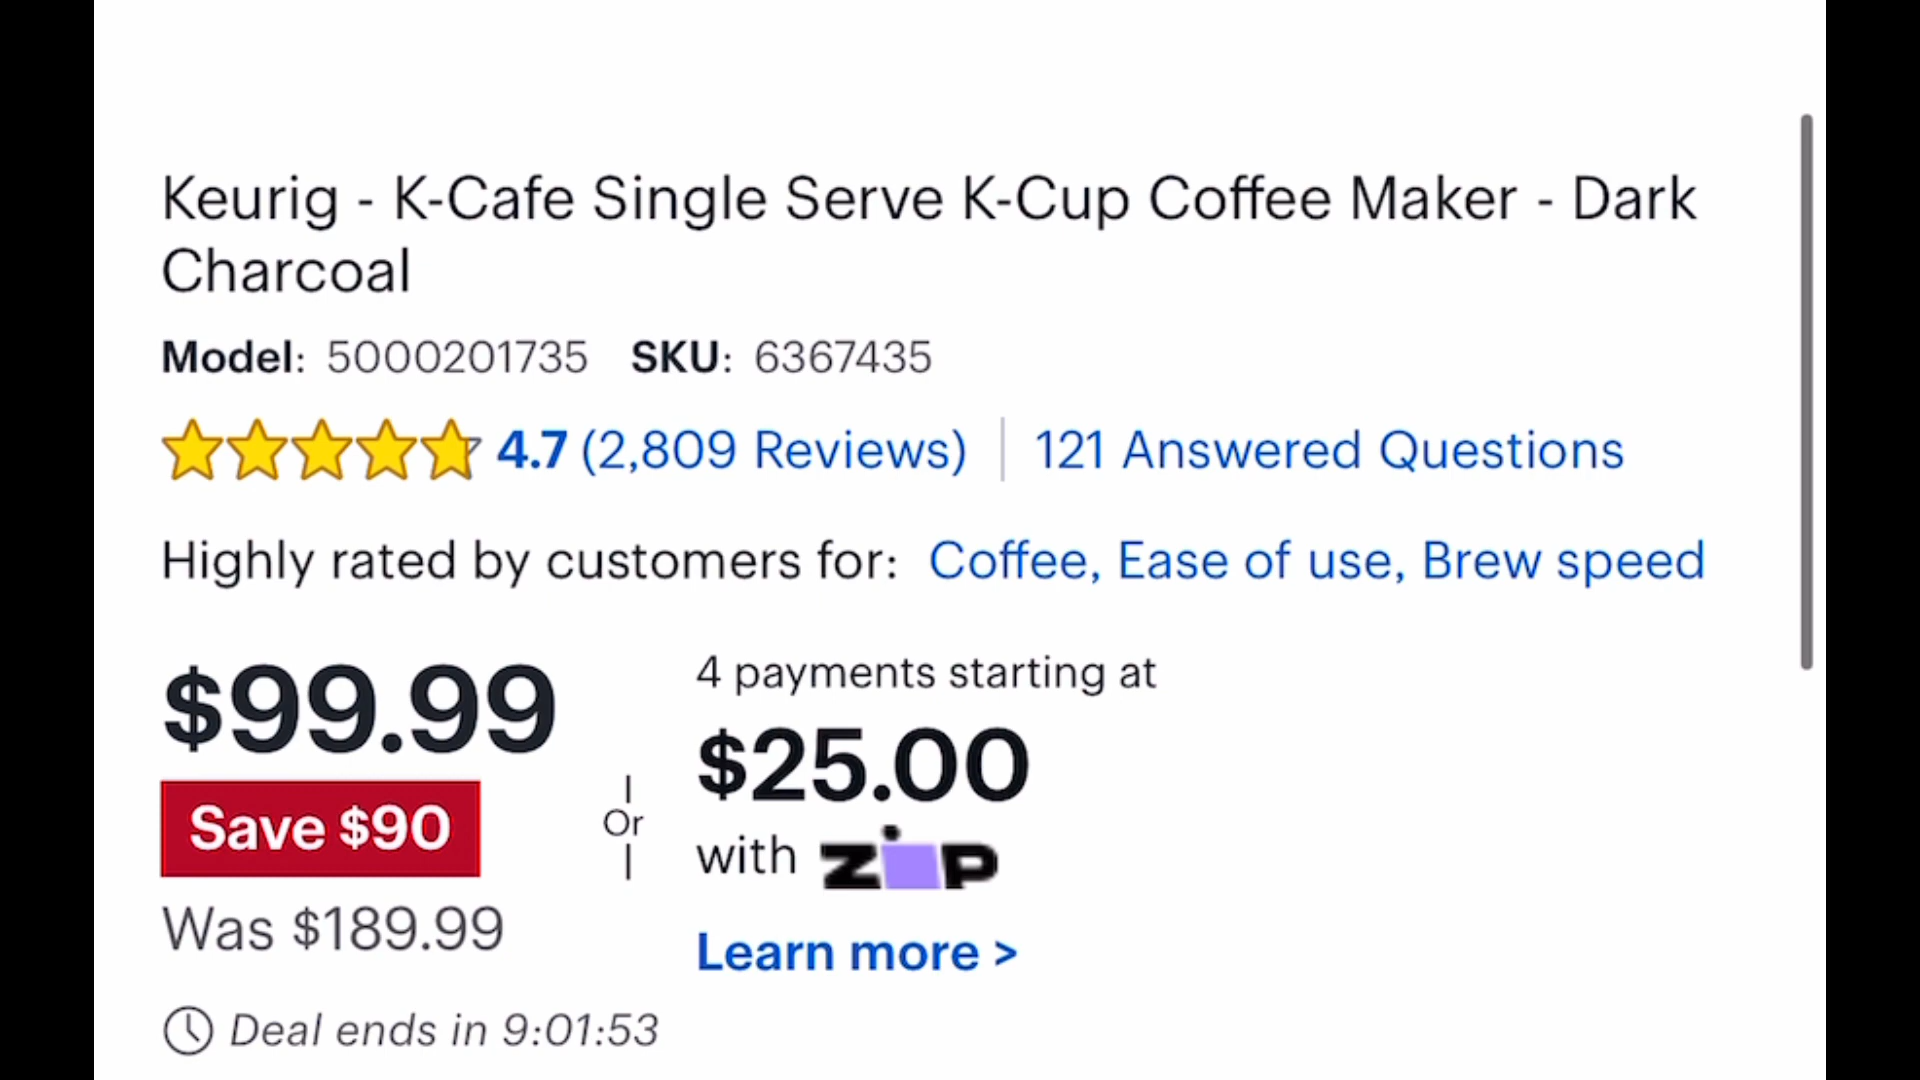 Keurig - K-Cafe Single Serve K-Cup Coffee Maker - Dark
Charcoal
Model: 5000201735 SKU: 6367435
4.7 (2,809 Reviews) 121 Answered Questions
Highly rated by customers for: Coffee, Ease of use, Brew speed
$99.99
Save $90
Was $189.99
Deal ends in 9:01:53
Or
4 payments starting at
$25.00
with zip
Learn more >